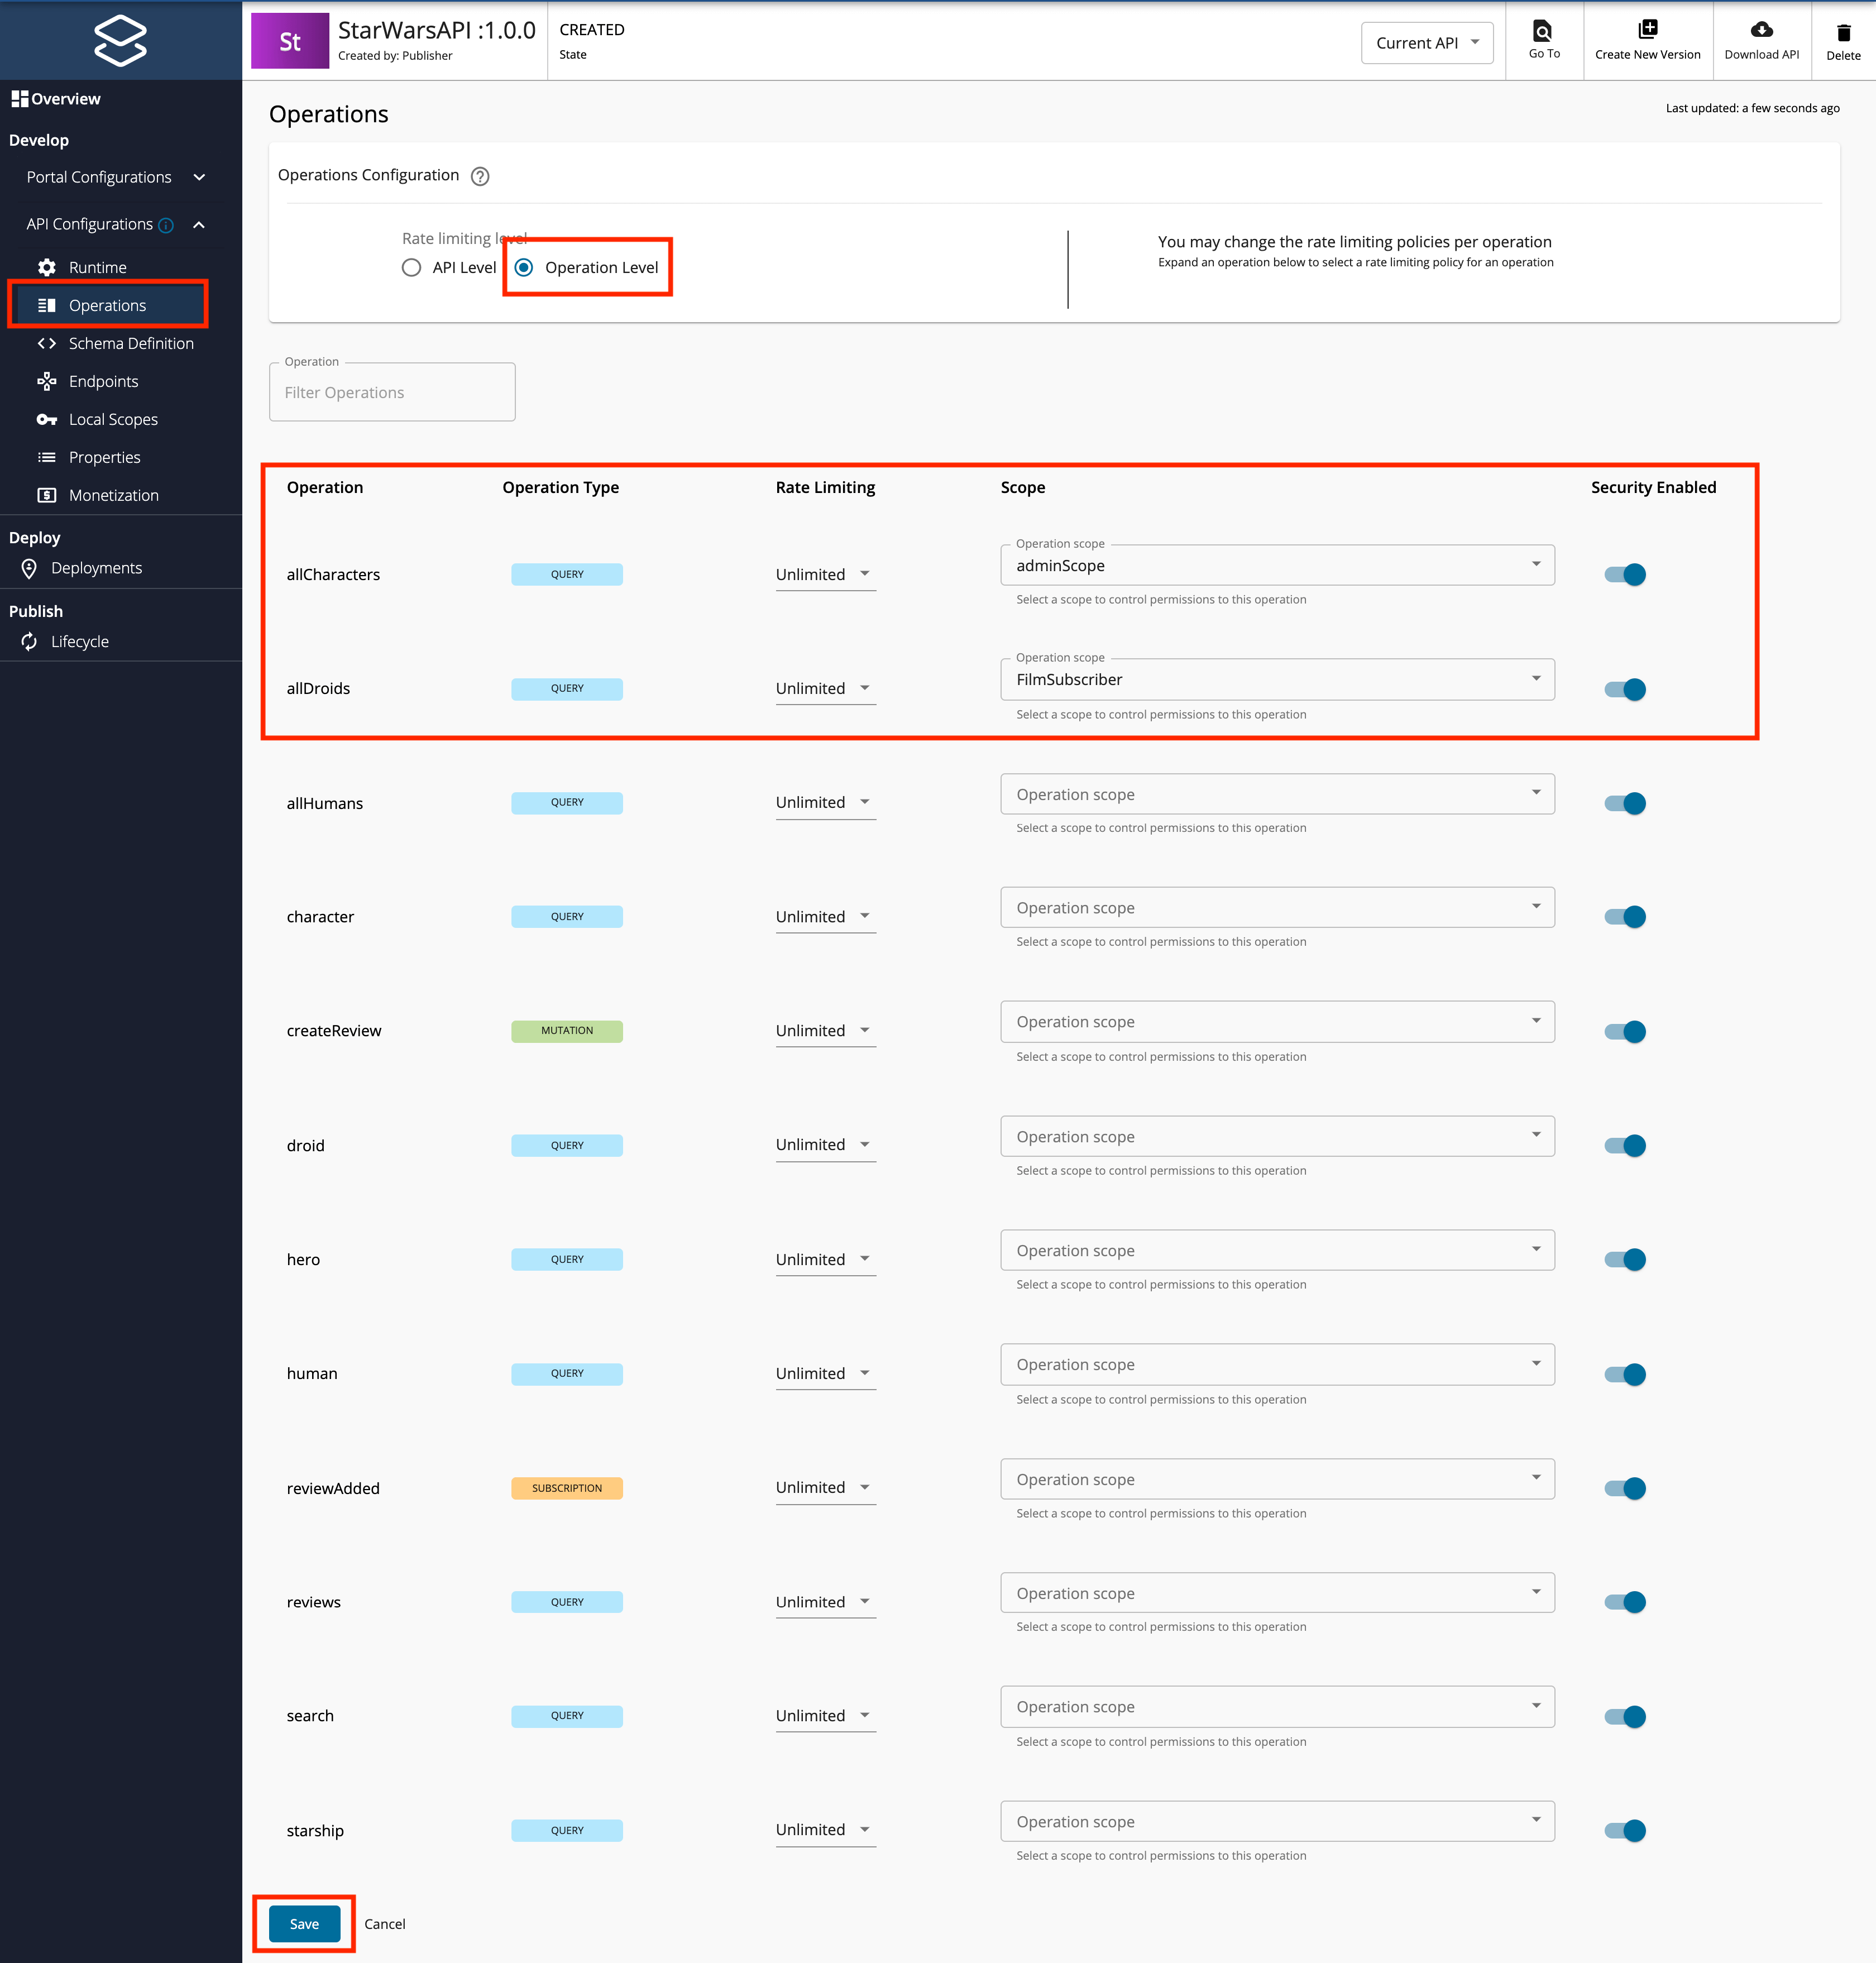 St
StarWarsAPI :1.0.0
Created by: Publisher
CREATED
State
Current API
Go To
Create New Version
Download API
Delete
Overview
Develop
Portal Configurations
API Configurations
Runtime
Operations
Schema Definition
Endpoints
Local Scopes
Properties
Monetization
Deploy
Deployments
Publish
Lifecycle
Operations
Last updated: a few seconds ago
Operations Configuration
Rate limiting level
API Level
Operation Level
You may change the rate limiting policies per operation
Expand an operation below to select a rate limiting policy for an operation
Operation
Filter Operations
Operation Operation Type Rate Limiting Scope Security Enabled
Operation scope
allCharacters QUERY Unlimited adminScope
Select a scope to control permissions to this operation
Operation scope
allDroids QUERY Unlimited FilmSubscriber
Select a scope to control permissions to this operation
allHumans QUERY Unlimited Operation scope
Select a scope to control permissions to this operation
character QUERY Unlimited Operation scope
Select a scope to control permissions to this operation
createReview MUTATION Unlimited Operation scope
Select a scope to control permissions to this operation
droid QUERY Unlimited Operation scope
Select a scope to control permissions to this operation
hero QUERY Unlimited Operation scope
Select a scope to control permissions to this operation
human QUERY Unlimited Operation scope
Select a scope to control permissions to this operation
reviewAdded SUBSCRIPTION Unlimited Operation scope
Select a scope to control permissions to this operation
reviews QUERY Unlimited Operation scope
Select a scope to control permissions to this operation
search QUERY Unlimited Operation scope
Select a scope to control permissions to this operation
starship QUERY Unlimited Operation scope
Select a scope to control permissions to this operation
Save Cancel